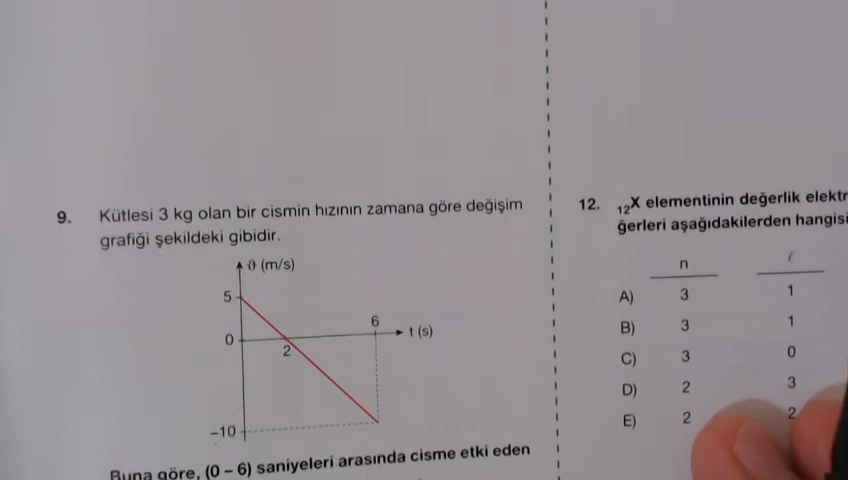 9. Kütlesi 3 kg olan bir cismin hızının zamana göre değişim
grafiği şekildeki gibidir.
ϑ (m/s)
5
0
2
6
t (s)
–10
Buna göre, (0 – 6) saniyeleri arasında cisme etki eden
12. ₁₂X elementinin değerlik
ğerleri aşağıdakilerden
n ℓ
A) 3 1
B) 3 1
C) 3 0
D) 2 3
E) 2 2